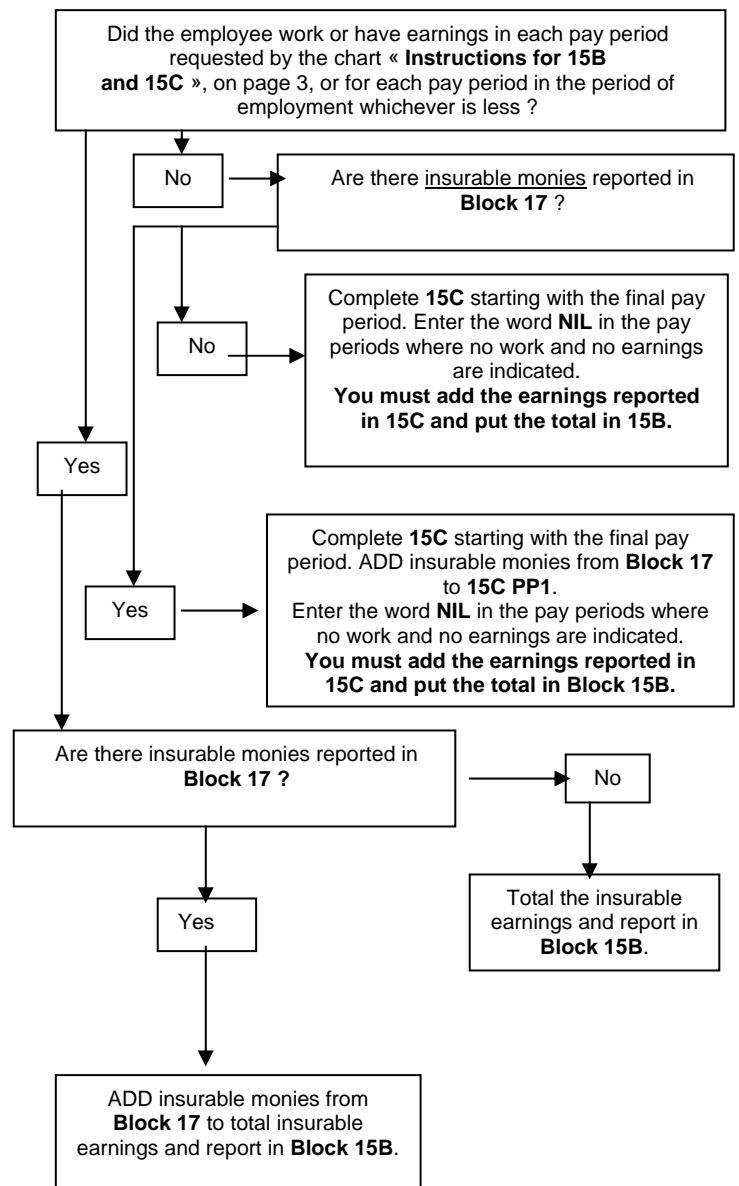 Did the employee work or have earnings in each pay period
requested by the chart « Instructions for 15B
and 15C », on page 3, or for each pay period in the period of
employment whichever is less ?
No
Are there insurable monies reported in
Block 17 ?
No
Complete 15C starting with the final pay
period. Enter the word NIL in the pay
periods where no work and no earnings
are indicated.
You must add the earnings reported
in 15C and put the total in 15B.
Yes
Yes
Complete 15C starting with the final pay
period. ADD insurable monies from Block 17
to 15C PP1.
Enter the word NIL in the pay periods where
no work and no earnings are indicated.
You must add the earnings reported in
15C and put the total in Block 15B.
Are there insurable monies reported in
Block 17 ?
No
Yes
Total the insurable
earnings and report in
Block 15B.
ADD insurable monies from
Block 17 to total insurable
earnings and report in Block 15B.